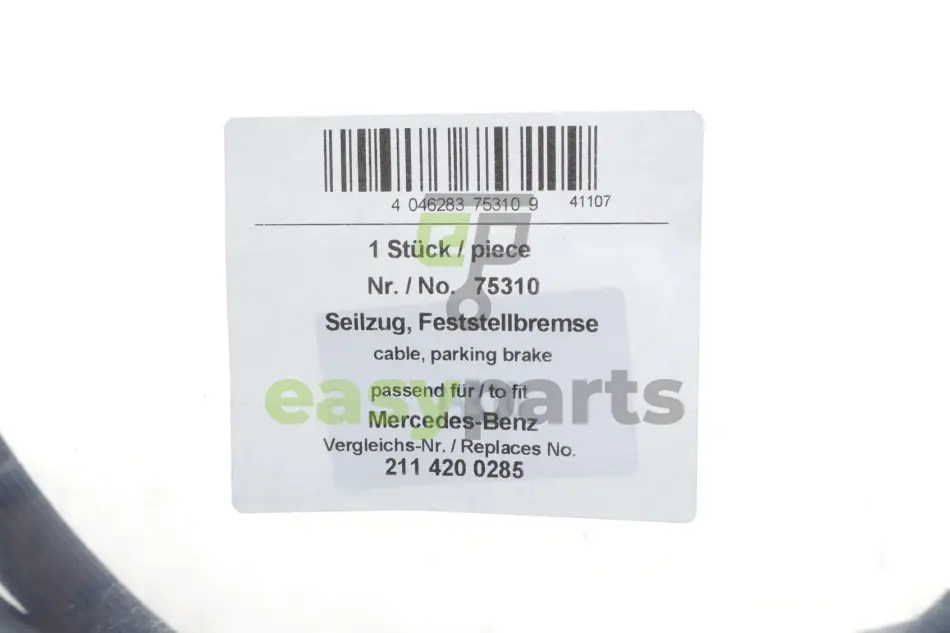 4 046283 75310 9 41107
1 Stück / piece
Nr. / No. 75310
Seilzug, Feststellbremse
cable, parking brake
passend für / to fit
easyparts
Mercedes-Benz
Vergleichs-Nr. / Replaces No.
211 420 0285